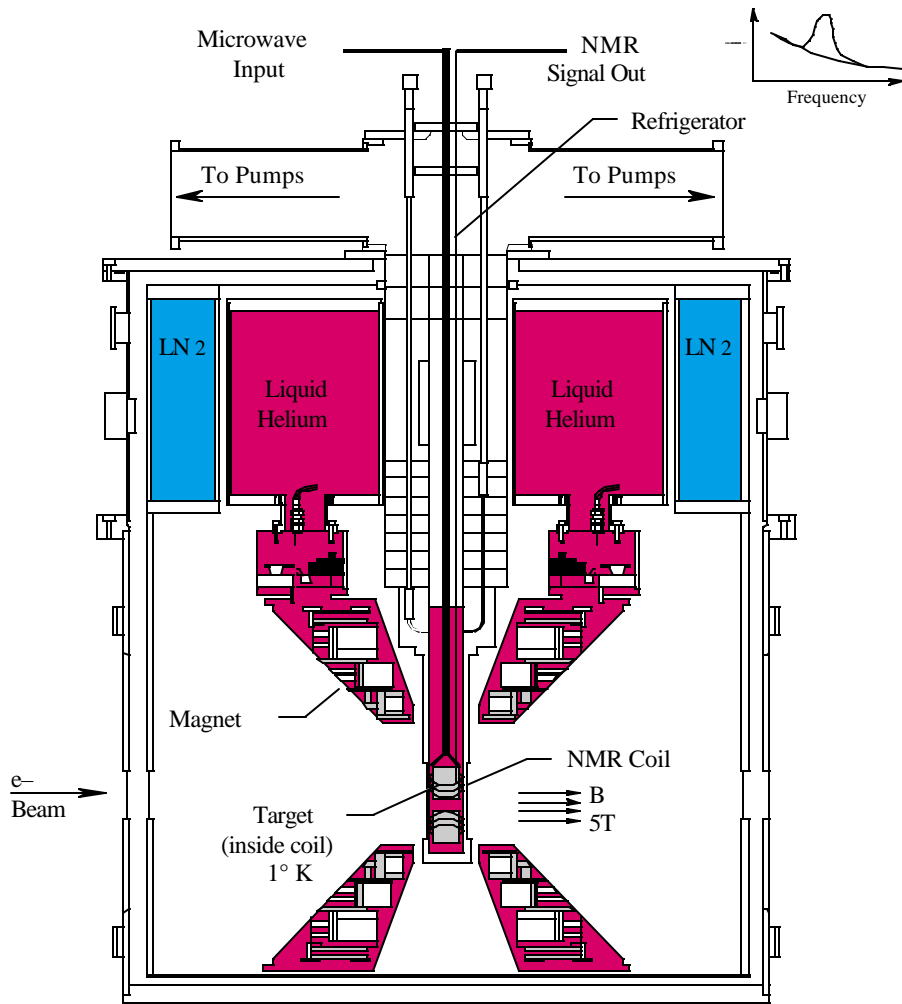 Microwave
Input
NMR
Signal Out
Frequency
Refrigerator
To Pumps
To Pumps
LN 2
LN 2
Liquid
Helium
Liquid
Helium
Magnet
NMR Coil
e–
Beam
Target
(inside coil)
1° K
B
5T